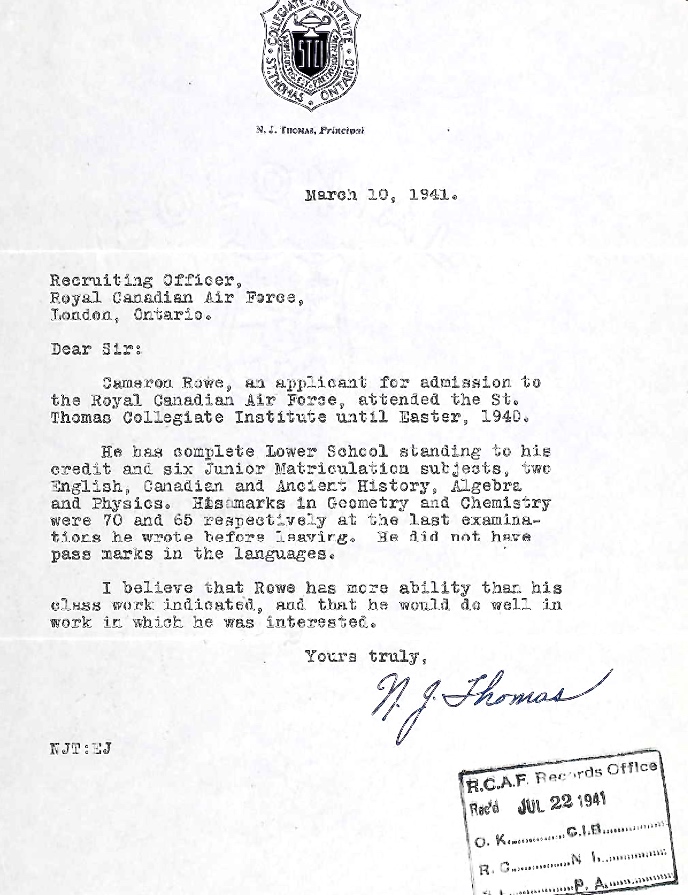 COLLEGIATE INSTITUTE
STCI
ST. THOMAS ONTARIO
N. J. THOMAS, Principal
March 10, 1941.
Recruiting Officer,
Royal Canadian Air Force,
London, Ontario.
Dear Sir:
Cameron Rowe, an applicant for admission to
the Royal Canadian Air Force, attended the St.
Thomas Collegiate Institute until Easter, 1940.
He has complete Lower School standing to his
credit and six Junior Matriculation subjects, two
English, Canadian and Ancient History, Algebra
and Physics. His marks in Geometry and Chemistry
were 70 and 65 respectively at the last examina-
tions he wrote before leaving. He did not have
pass marks in the languages.
I believe that Rowe has more ability than his
class work indicated, and that he would do well in
work in which he was interested.
Yours truly,
N. J. Thomas
NJT:EJ
R.C.A.F. Records Office
Rec'd JUL 22 1941
O. K............G.I.B............
R. C............N I............
P. A............